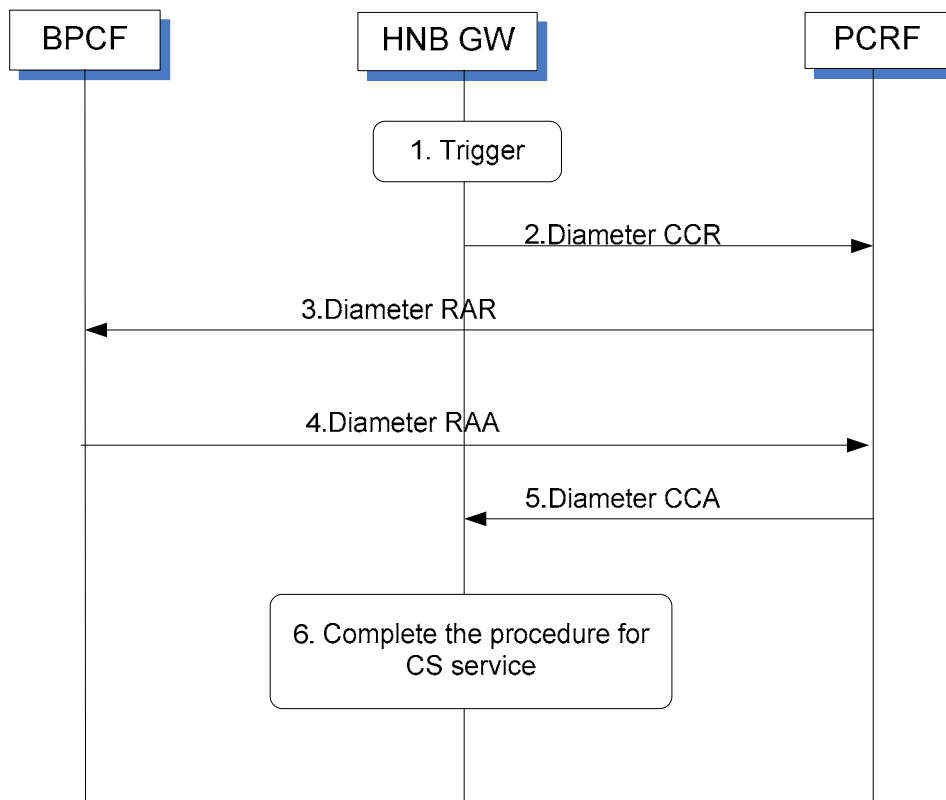 BPCF
HNB GW
PCRF
1. Trigger
2.Diameter CCR
3.Diameter RAR
4.Diameter RAA
5.Diameter CCA
6. Complete the procedure for
CS service